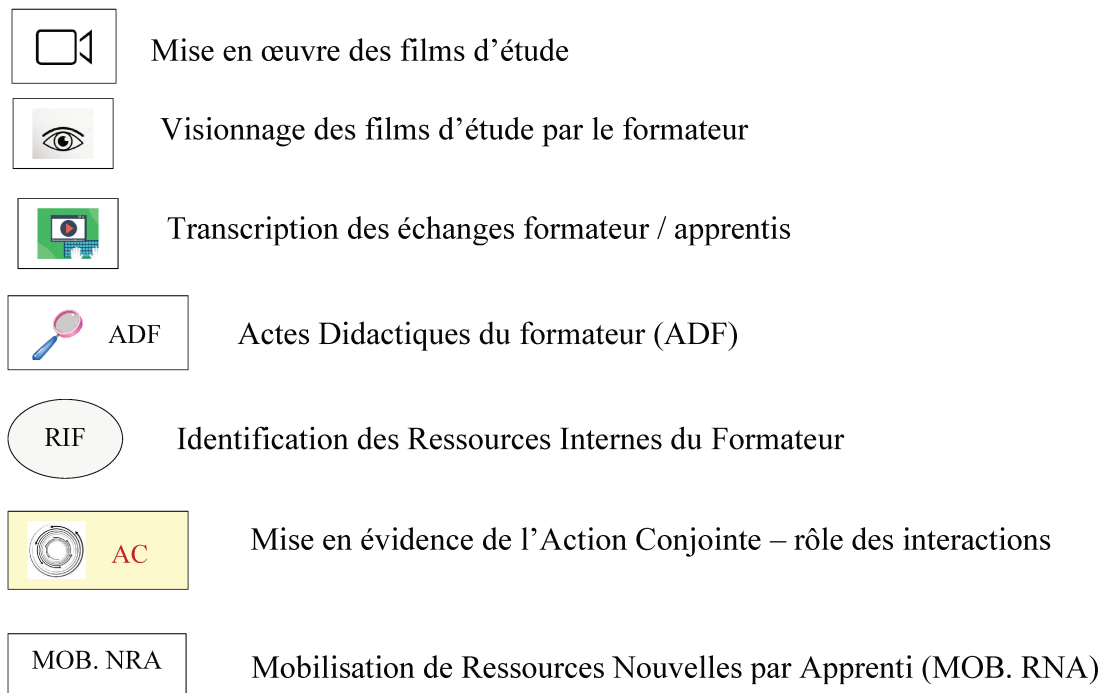 Mise en œuvre des films d’étude
Visionnage des films d’étude par le formateur
Transcription des échanges formateur / apprentis
ADF Actes Didactiques du formateur (ADF)
RIF Identification des Ressources Internes du Formateur
AC Mise en évidence de l’Action Conjointe – rôle des interactions
MOB. NRA Mobilisation de Ressources Nouvelles par Apprenti (MOB. RNA)